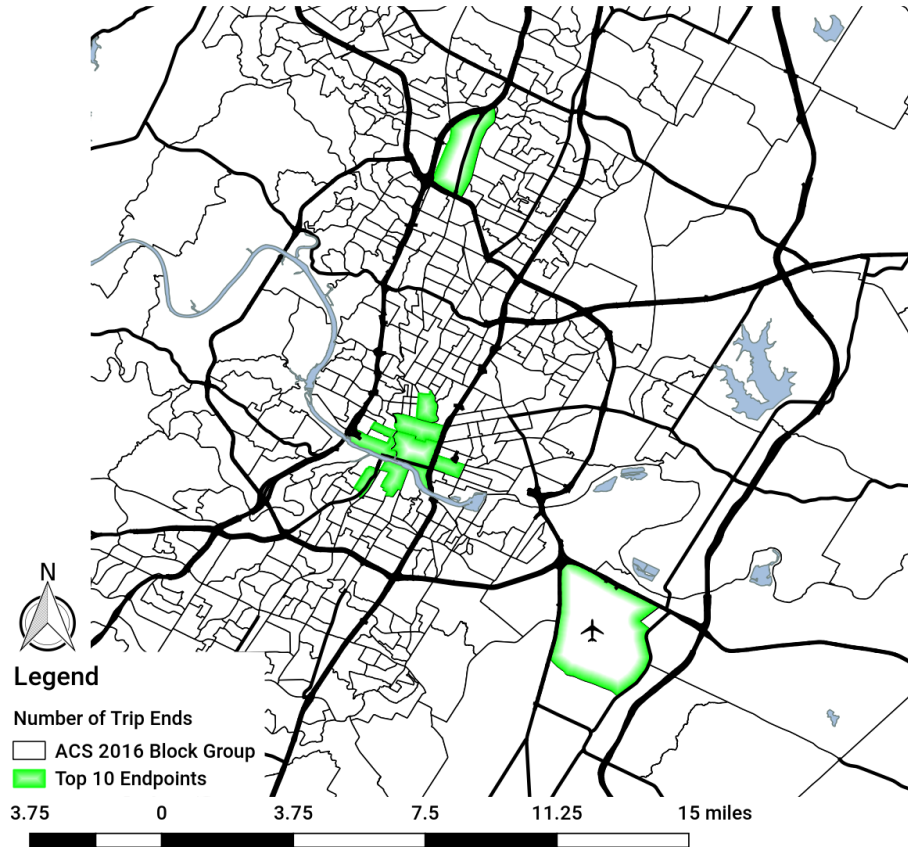 N
Legend
Number of Trip Ends
ACS 2016 Block Group
Top 10 Endpoints
3.75 0 3.75 7.5 11.25 15 miles